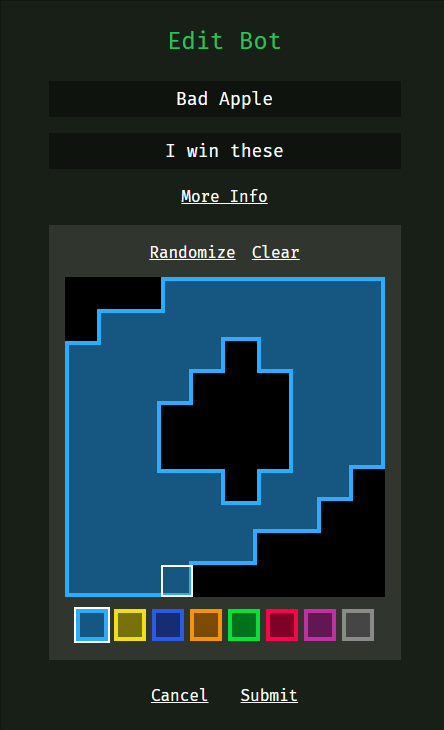 Edit Bot
Bad Apple
I win these
More Info
Randomize Clear
Cancel Submit